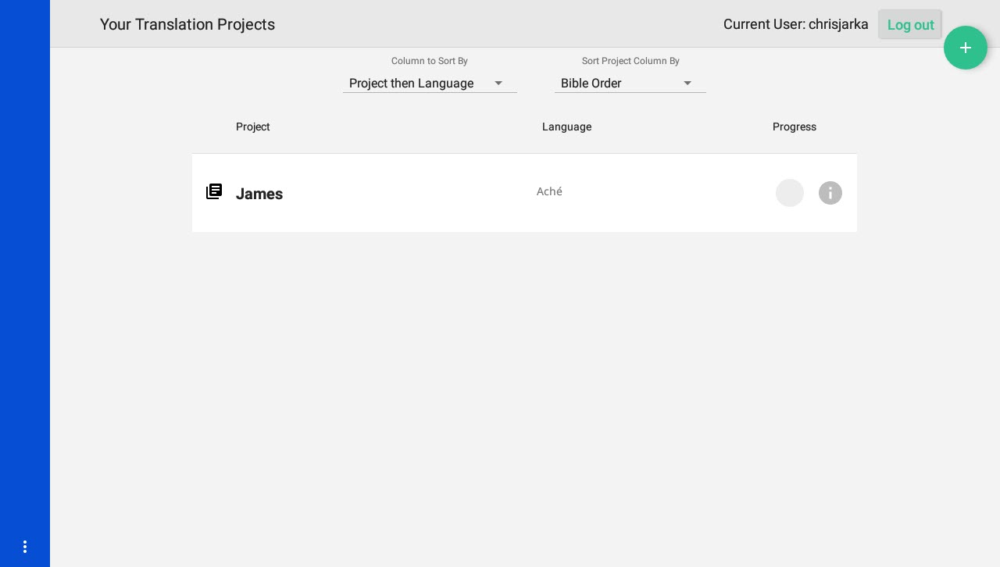 Your Translation Projects
Current User: chrisjarka
Log out
Column to Sort By
Sort Project Column By
Project then Language
Bible Order
Project
Language
Progress
James
Aché